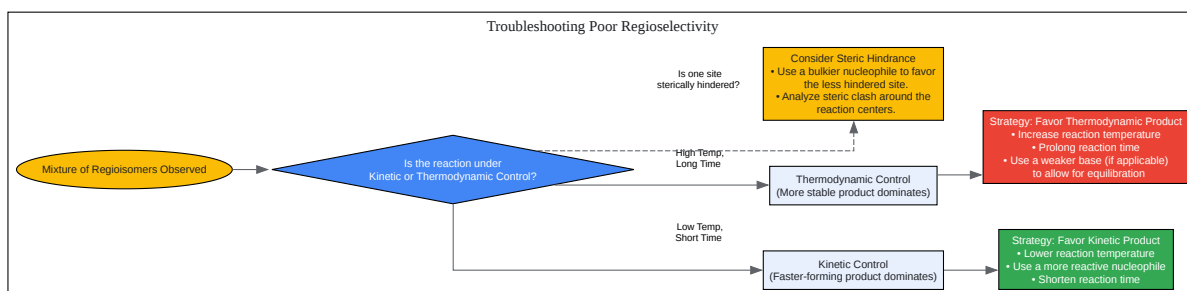 Troubleshooting Poor Regioselectivity
Mixture of Regioisomers Observed
Is the reaction under
Kinetic or Thermodynamic Control?
Is one site
sterically hindered?
Consider Steric Hindrance
• Use a bulkier nucleophile to favor
the less hindered site.
• Analyze steric clash around the
reaction centers.
High Temp,
Long Time
Thermodynamic Control
(More stable product dominates)
Strategy: Favor Thermodynamic Product
• Increase reaction temperature
• Prolong reaction time
• Use a weaker base (if applicable)
to allow for equilibration
Low Temp,
Short Time
Kinetic Control
(Faster-forming product dominates)
Strategy: Favor Kinetic Product
• Lower reaction temperature
• Use a more reactive nucleophile
• Shorten reaction time